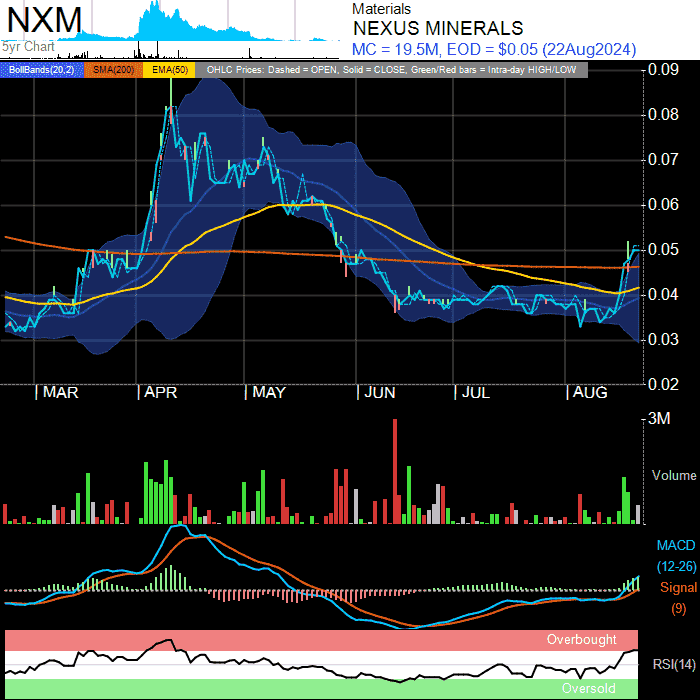 NXM
5yr Chart
Materials
NEXUS MINERALS
MC = 19.5M, EOD = $0.05 (22Aug2024)
BollBands(20,2) SMA(200) EMA(50) OHLC Prices: Dashed = OPEN, Solid = CLOSE, Green/Red bars = Intra-day HIGH/LOW
0.09
0.08
0.07
0.06
0.05
0.04
0.03
0.02
| MAR | APR | MAY | JUN | JUL | AUG
3M
Volume
MACD
(12-26)
Signal
(9)
Overbought
RSI(14)
Oversold